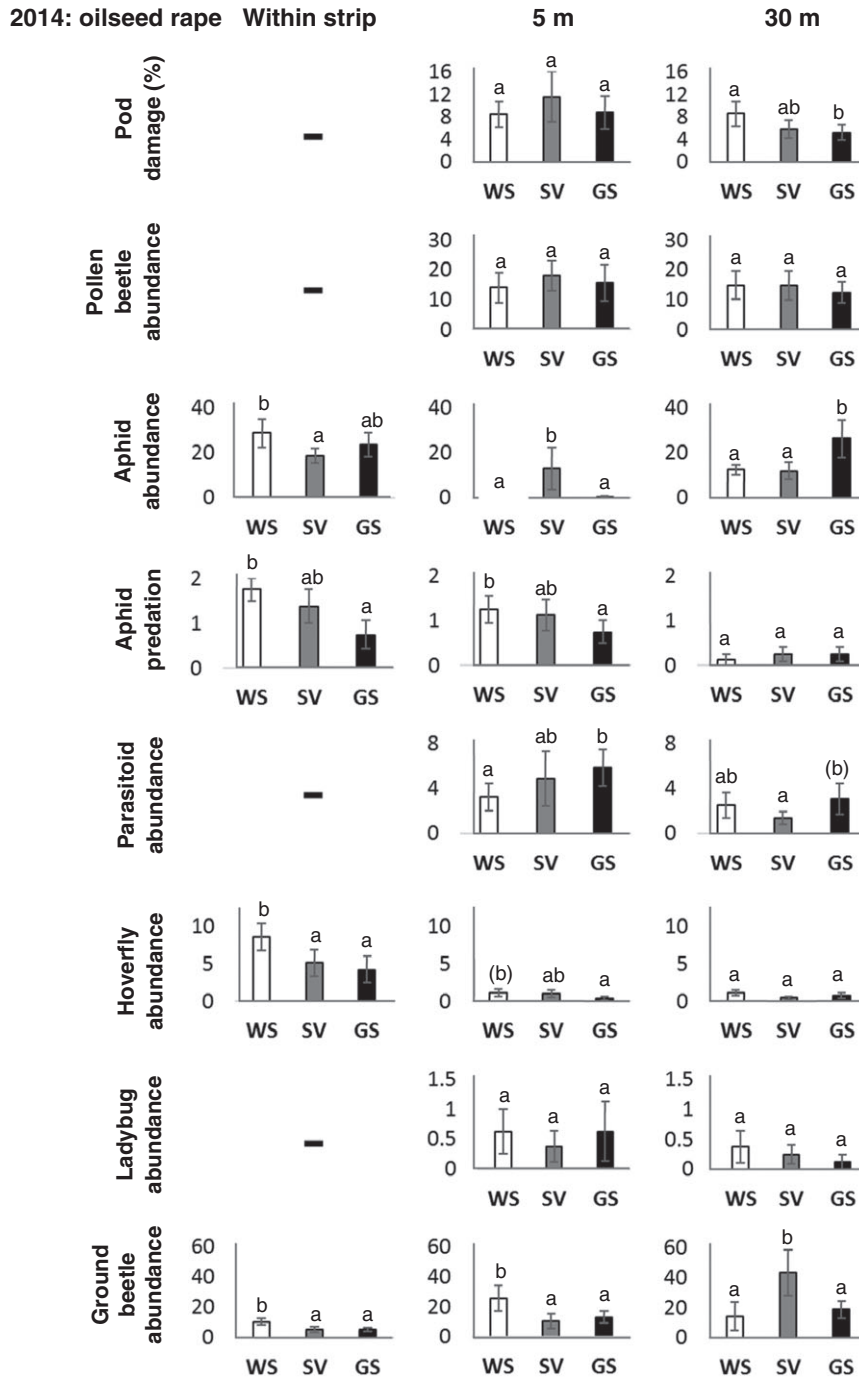 2014: oilseed rape Within strip 5 m 30 m
Pod
damage (%)
16
12
8
4
0
a a a
WS SV GS
16
12
8
4
0
a ab b
WS SV GS
Pollen
beetle
abundance
30
20
10
0
a a a
WS SV GS
30
20
10
0
a a a
WS SV GS
Aphid
abundance
40
20
0
b a ab
WS SV GS
40
20
0
a b a
WS SV GS
40
20
0
a a b
WS SV GS
Aphid
predation
2
1
0
b ab a
WS SV GS
2
1
0
b ab a
WS SV GS
2
1
0
a a a
WS SV GS
Parasitoid
abundance
8
4
0
a ab b
WS SV GS
8
4
0
ab a (b)
WS SV GS
Hoverfly
abundance
10
5
0
b a a
WS SV GS
10
5
0
(b) ab a
WS SV GS
10
5
0
a a a
WS SV GS
Ladybug
abundance
1.5
1
0.5
0
a a a
WS SV GS
1.5
1
0.5
0
a a a
WS SV GS
Ground
beetle
abundance
60
40
20
0
b a a
WS SV GS
60
40
20
0
b a a
WS SV GS
60
40
20
0
a b a
WS SV GS